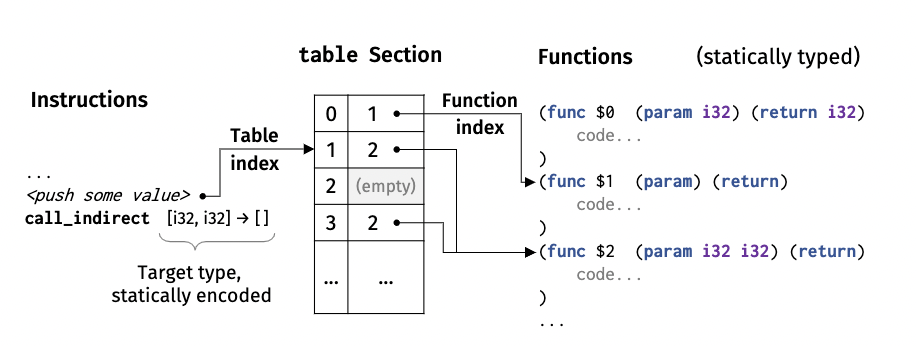 table Section
Functions (statically typed)
Instructions
Table
index
Function
index
0 1
1 2
2 (empty)
3 2
... ...
...
<push some value>
call_indirect [i32, i32] → []
Target type,
statically encoded
(func $0 (param i32) (return i32)
code...
)
(func $1 (param) (return)
code...
)
(func $2 (param i32 i32) (return)
code...
)
...